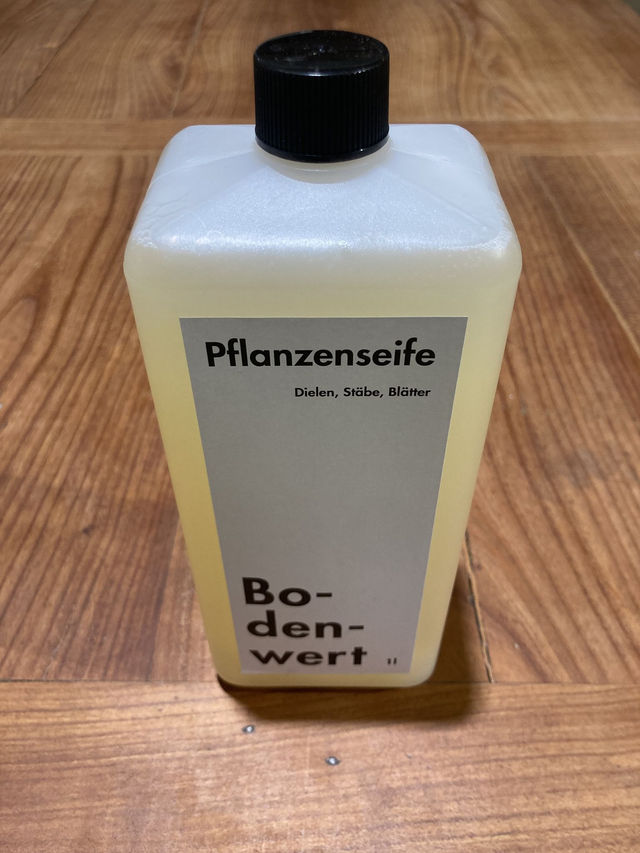 Pflanzenseife
Dielen, Stäbe, Blätter
Bo-
den-
wert 1l